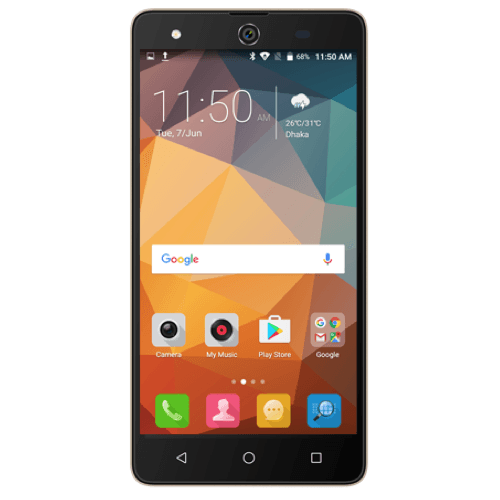 68% 11:50 AM
11:50 AM
Tue, 7/Jun
26℃/31℃
Dhaka
Google
Camera
My Music
Play Store
Google